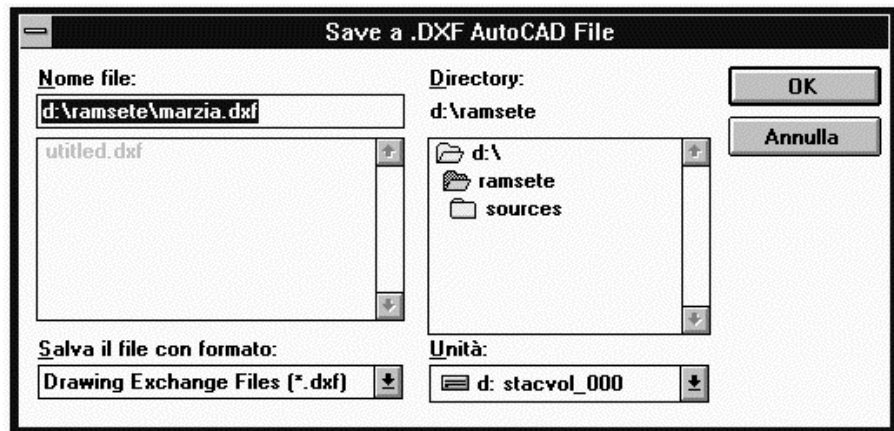 Save a .DXF AutoCAD File
Nome file:
d:\ramsete\marzia.dxf
utitled.dxf
Salva il file con formato:
Drawing Exchange Files (*.dxf)
Directory:
d:\ramsete
d:\
ramsete
sources
Unità:
d: stacvol_000
OK
Annulla